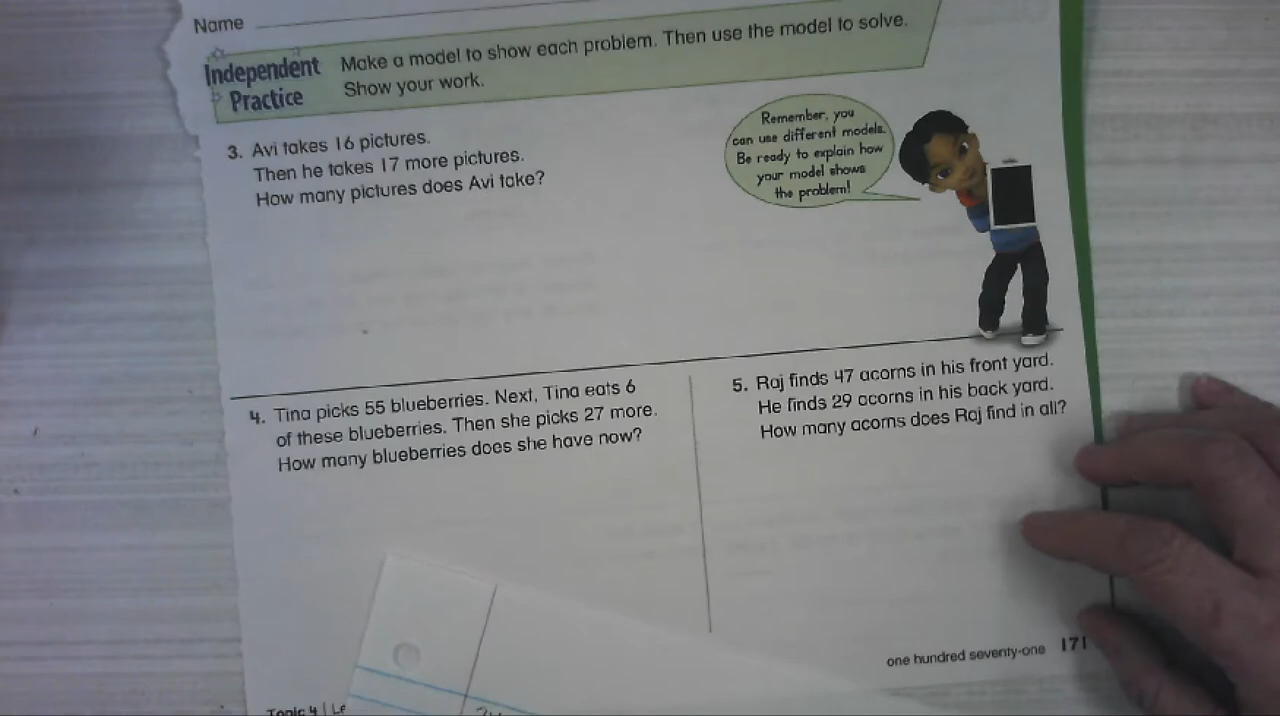 Name
Independent Practice
Make a model to show each problem. Then use the model to solve.
Show your work.
3. Avi takes 16 pictures.
Then he takes 17 more pictures.
How many pictures does Avi take?
Remember, you
can use different models.
Be ready to explain how
your model shows
the problem!
4. Tina picks 55 blueberries. Next, Tina eats 6
of these blueberries. Then she picks 27 more.
How many blueberries does she have now?
5. Raj finds 47 acorns in his front yard.
He finds 29 acorns in his back yard.
How many acorns does Raj find in all?
one hundred seventy-one 171
Topic 4 | Le